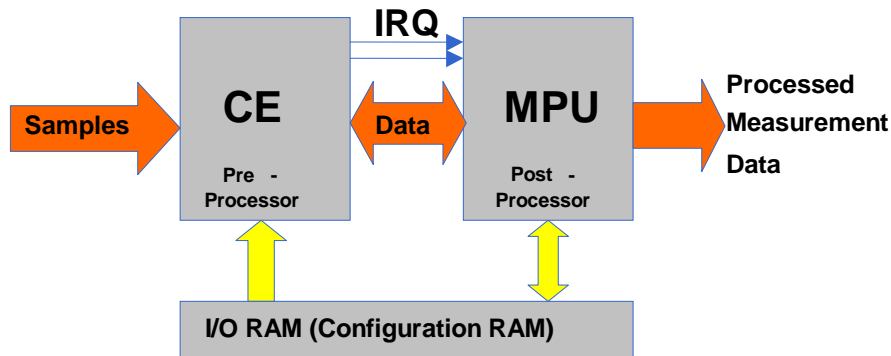 IRQ
Samples
CE
Pre - 
Processor
Data
MPU
Post -
Processor
Processed
Measurement
Data
I/O RAM (Configuration RAM)